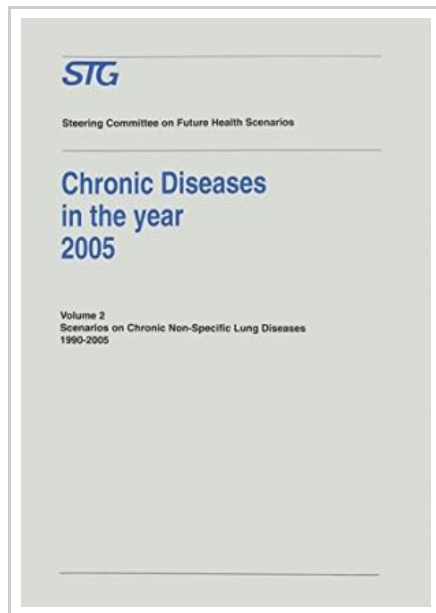 STG
Steering Committee on Future Health Scenarios
Chronic Diseases
in the year
2005
Volume 2
Scenarios on Chronic Non-Specific Lung Diseases
1990-2005